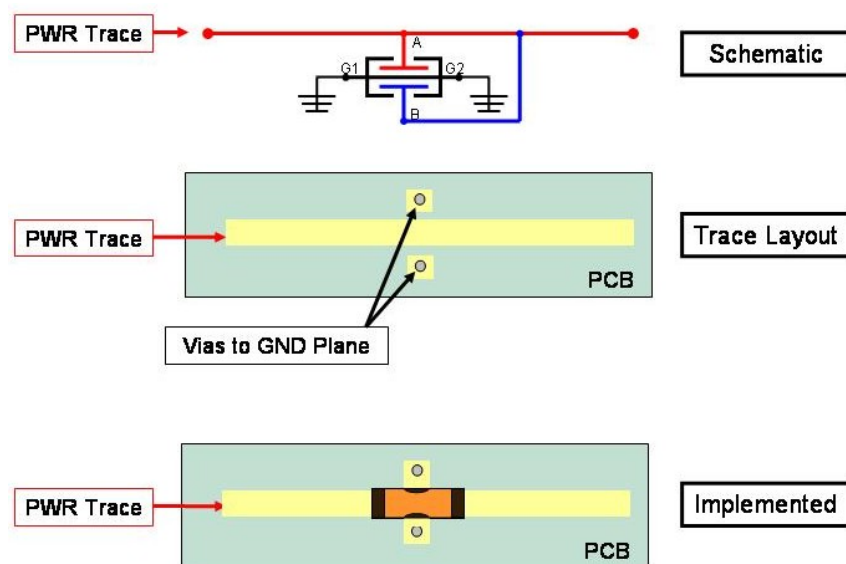 PWR Trace
A
G1
G2
B
Schematic
PWR Trace
PCB
Trace Layout
Vias to GND Plane
PWR Trace
PCB
Implemented